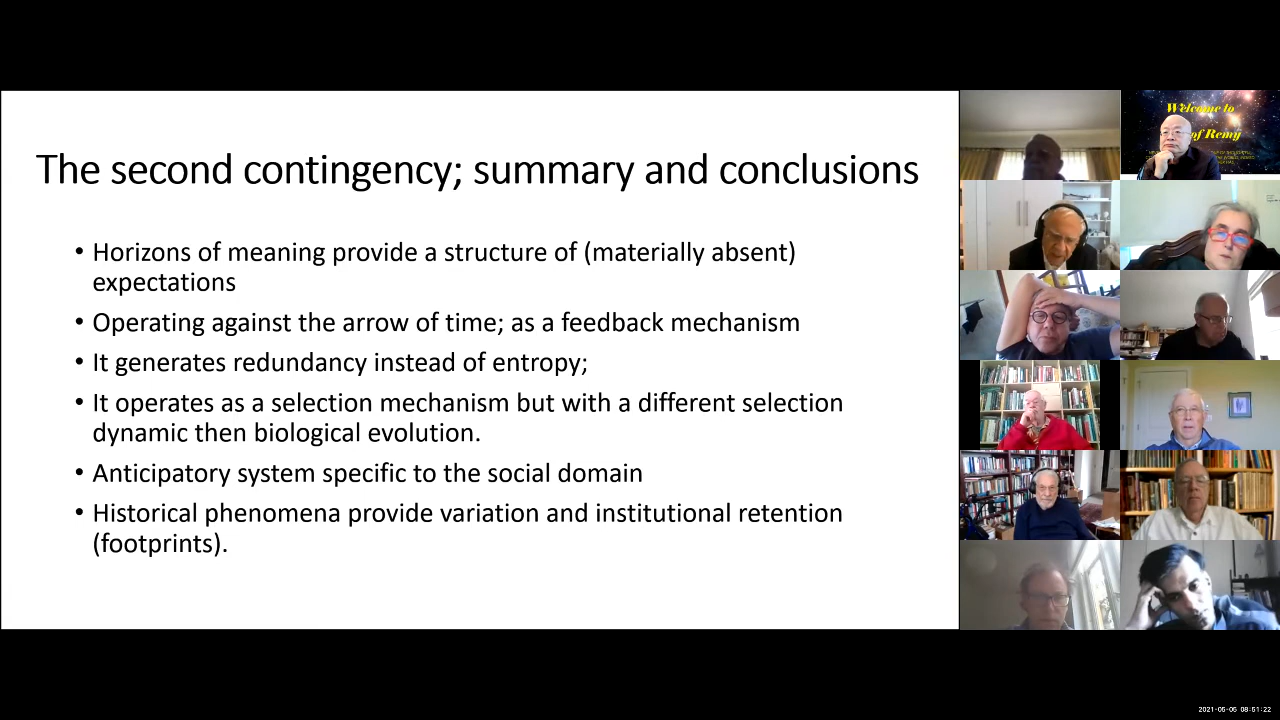 The second contingency; summary and conclusions
• Horizons of meaning provide a structure of (materially absent)
expectations
• Operating against the arrow of time; as a feedback mechanism
• It generates redundancy instead of entropy;
• It operates as a selection mechanism but with a different selection
dynamic then biological evolution.
• Anticipatory system specific to the social domain
• Historical phenomena provide variation and institutional retention
(footprints).
Welcome to
of Remy
2021-05-05 08:51:22